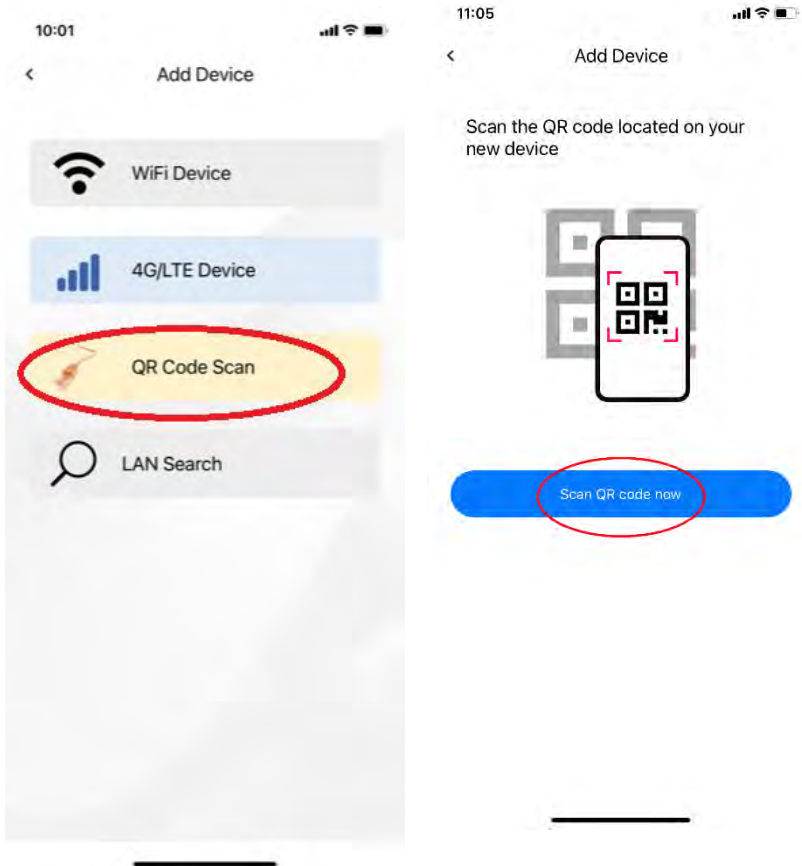 10:01
Add Device
WiFi Device
4G/LTE Device
QR Code Scan
LAN Search
11:05
Add Device
Scan the QR code located on your
new device
Scan QR code now